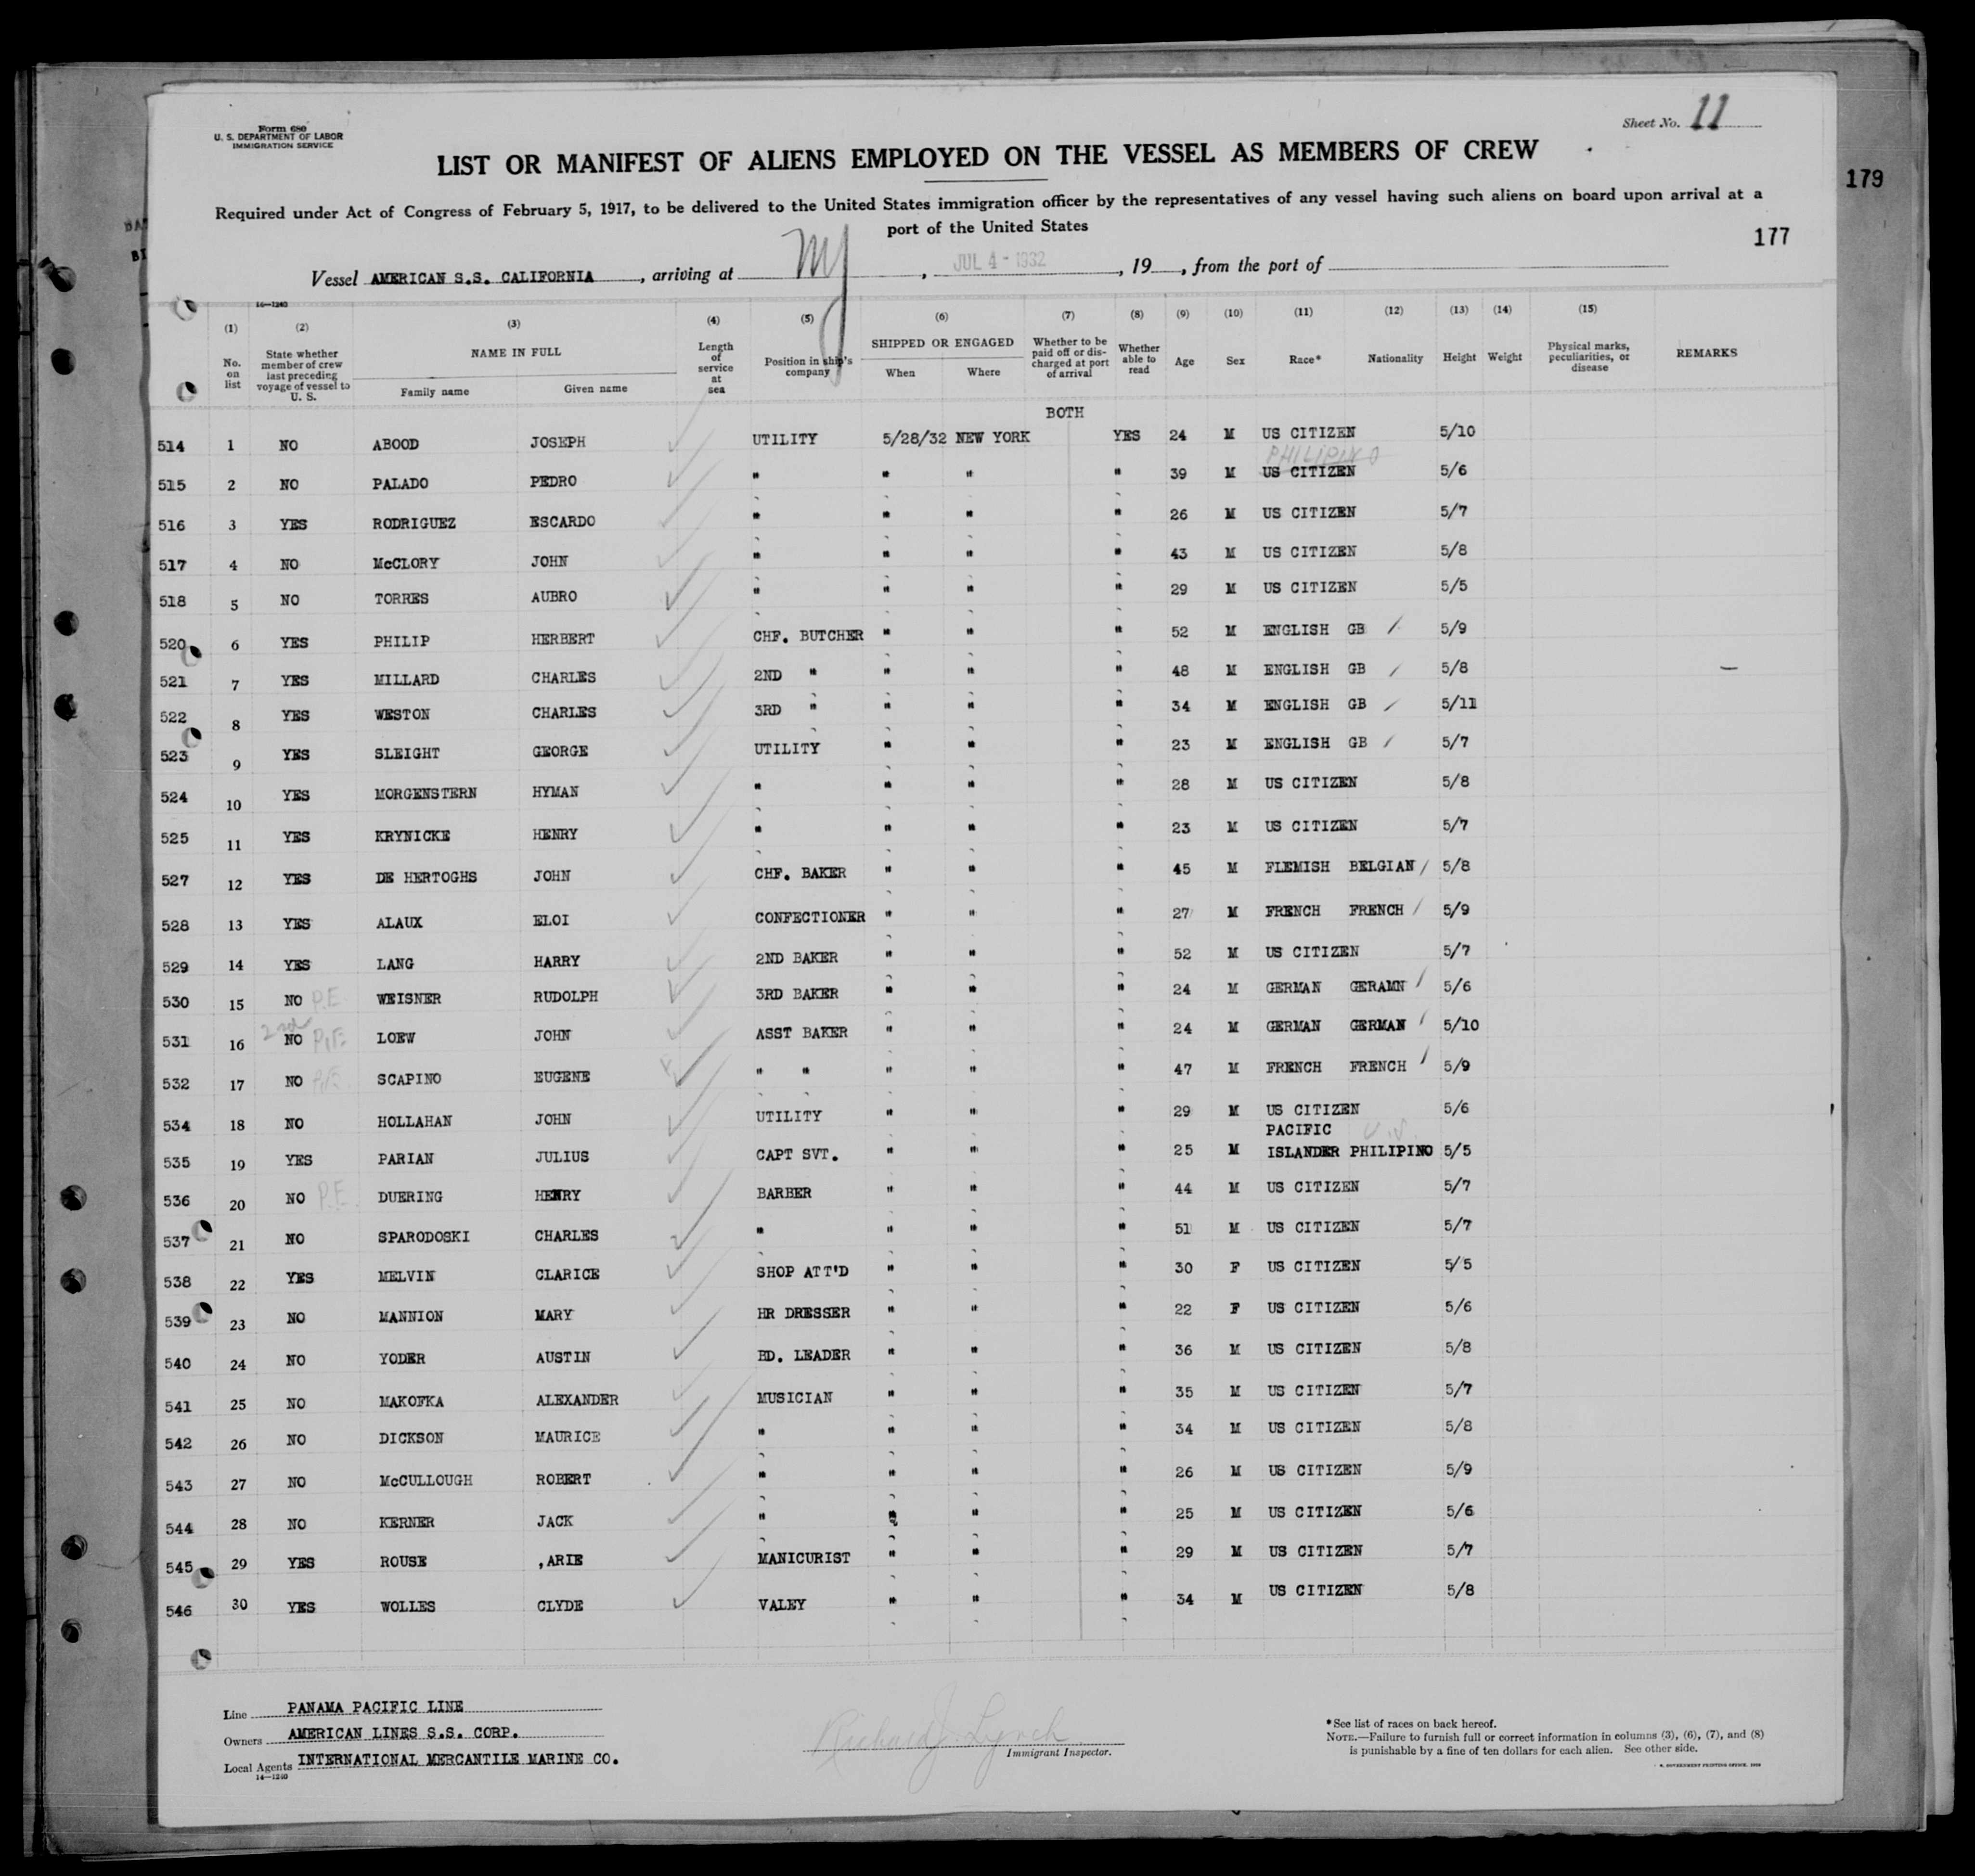 Form 680
U. S. DEPARTMENT OF LABOR
IMMIGRATION SERVICE
Sheet No. 11
LIST OR MANIFEST OF ALIENS EMPLOYED ON THE VESSEL AS MEMBERS OF CREW
179
Required under Act of Congress of February 5, 1917, to be delivered to the United States immigration officer by the representatives of any vessel having such aliens on board upon arrival at a
port of the United States
177
Vessel AMERICAN S.S. CALIFORNIA, arriving at NY, JUL 4 - 1932, 19, from the port of
(1) (2) (3) (4) (5) (6) (7) (8) (9) (10) (11) (12) (13) (14) (15)
No. on list State whether member of crew last preceding voyage of vessel to U. S. NAME IN FULL Family name Given name Length of service at sea Position in ship's company SHIPPED OR ENGAGED When Where Whether to be paid off or discharged at port of arrival Whether able to read Age Sex Race* Nationality Height Weight Physical marks, peculiarities, or disease REMARKS
BOTH
514 1 NO ABOOD JOSEPH UTILITY 5/28/32 NEW YORK YES 24 M US CITIZEN 5/10
PHILIPINO
515 2 NO PALADO PEDRO " " " " 39 M US CITIZEN 5/6
516 3 YES RODRIGUEZ ESCARDO " " " " 26 M US CITIZEN 5/7
517 4 NO McCLORY JOHN " " " " 43 M US CITIZEN 5/8
518 5 NO TORRES AUBRO " " " " 29 M US CITIZEN 5/5
520 6 YES PHILIP HERBERT CHF. BUTCHER " " " 52 M ENGLISH GB 5/9
521 7 YES MILLARD CHARLES 2ND " " " " 48 M ENGLISH GB 5/8 —
522 8 YES WESTON CHARLES 3RD " " " " 34 M ENGLISH GB 5/11
523 9 YES SLEIGHT GEORGE UTILITY " " " 23 M ENGLISH GB 5/7
524 10 YES MORGENSTERN HYMAN " " " " 28 M US CITIZEN 5/8
525 11 YES KRYNICKE HENRY " " " " 23 M US CITIZEN 5/7
527 12 YES DE HERTOGHS JOHN CHF. BAKER " " " 45 M FLEMISH BELGIAN 5/8
528 13 YES ALAUX ELOI CONFECTIONER " " " 27 M FRENCH FRENCH 5/9
529 14 YES LANG HARRY 2ND BAKER " " " 52 M US CITIZEN 5/7
530 15 NO P.E. WEISNER RUDOLPH 3RD BAKER " " " 24 M GERMAN GERAMN 5/6
2nd
531 16 NO P.E. LOEW JOHN ASST BAKER " " " 24 M GERMAN GERMAN 5/10
532 17 NO P.E. SCAPINO EUGENE " " " " " 47 M FRENCH FRENCH 5/9
534 18 NO HOLLAHAN JOHN UTILITY " " " 29 M US CITIZEN 5/6
PACIFIC
535 19 YES PARIAN JULIUS CAPT SVT. " " " 25 M ISLANDER PHILIPINO 5/5
536 20 NO P.E. DUERING HENRY BARBER " " " 44 M US CITIZEN 5/7
537 21 NO SPARODOSKI CHARLES " " " " 51 M US CITIZEN 5/7
538 22 YES MELVIN CLARICE SHOP ATT'D " " " 30 F US CITIZEN 5/5
539 23 NO MANNION MARY HR DRESSER " " " 22 F US CITIZEN 5/6
540 24 NO YODER AUSTIN BD. LEADER " " " 36 M US CITIZEN 5/8
541 25 NO MAKOFKA ALEXANDER MUSICIAN " " " 35 M US CITIZEN 5/7
542 26 NO DICKSON MAURICE " " " " 34 M US CITIZEN 5/8
543 27 NO McCULLOUGH ROBERT " " " " 26 M US CITIZEN 5/9
544 28 NO KERNER JACK " " " " 25 M US CITIZEN 5/6
545 29 YES ROUSE ,ARIE MANICURIST " " " 29 M US CITIZEN 5/7
546 30 YES WOLLES CLYDE VALEY " " " 34 M US CITIZEN 5/8
Line PANAMA PACIFIC LINE
Owners AMERICAN LINES S.S. CORP.
Local Agents INTERNATIONAL MERCANTILE MARINE CO.
14—1240
Richard J. Lynch
Immigrant Inspector.
*See list of races on back hereof.
NOTE.—Failure to furnish full or correct information in columns (3), (6), (7), and (8)
is punishable by a fine of ten dollars for each alien. See other side.